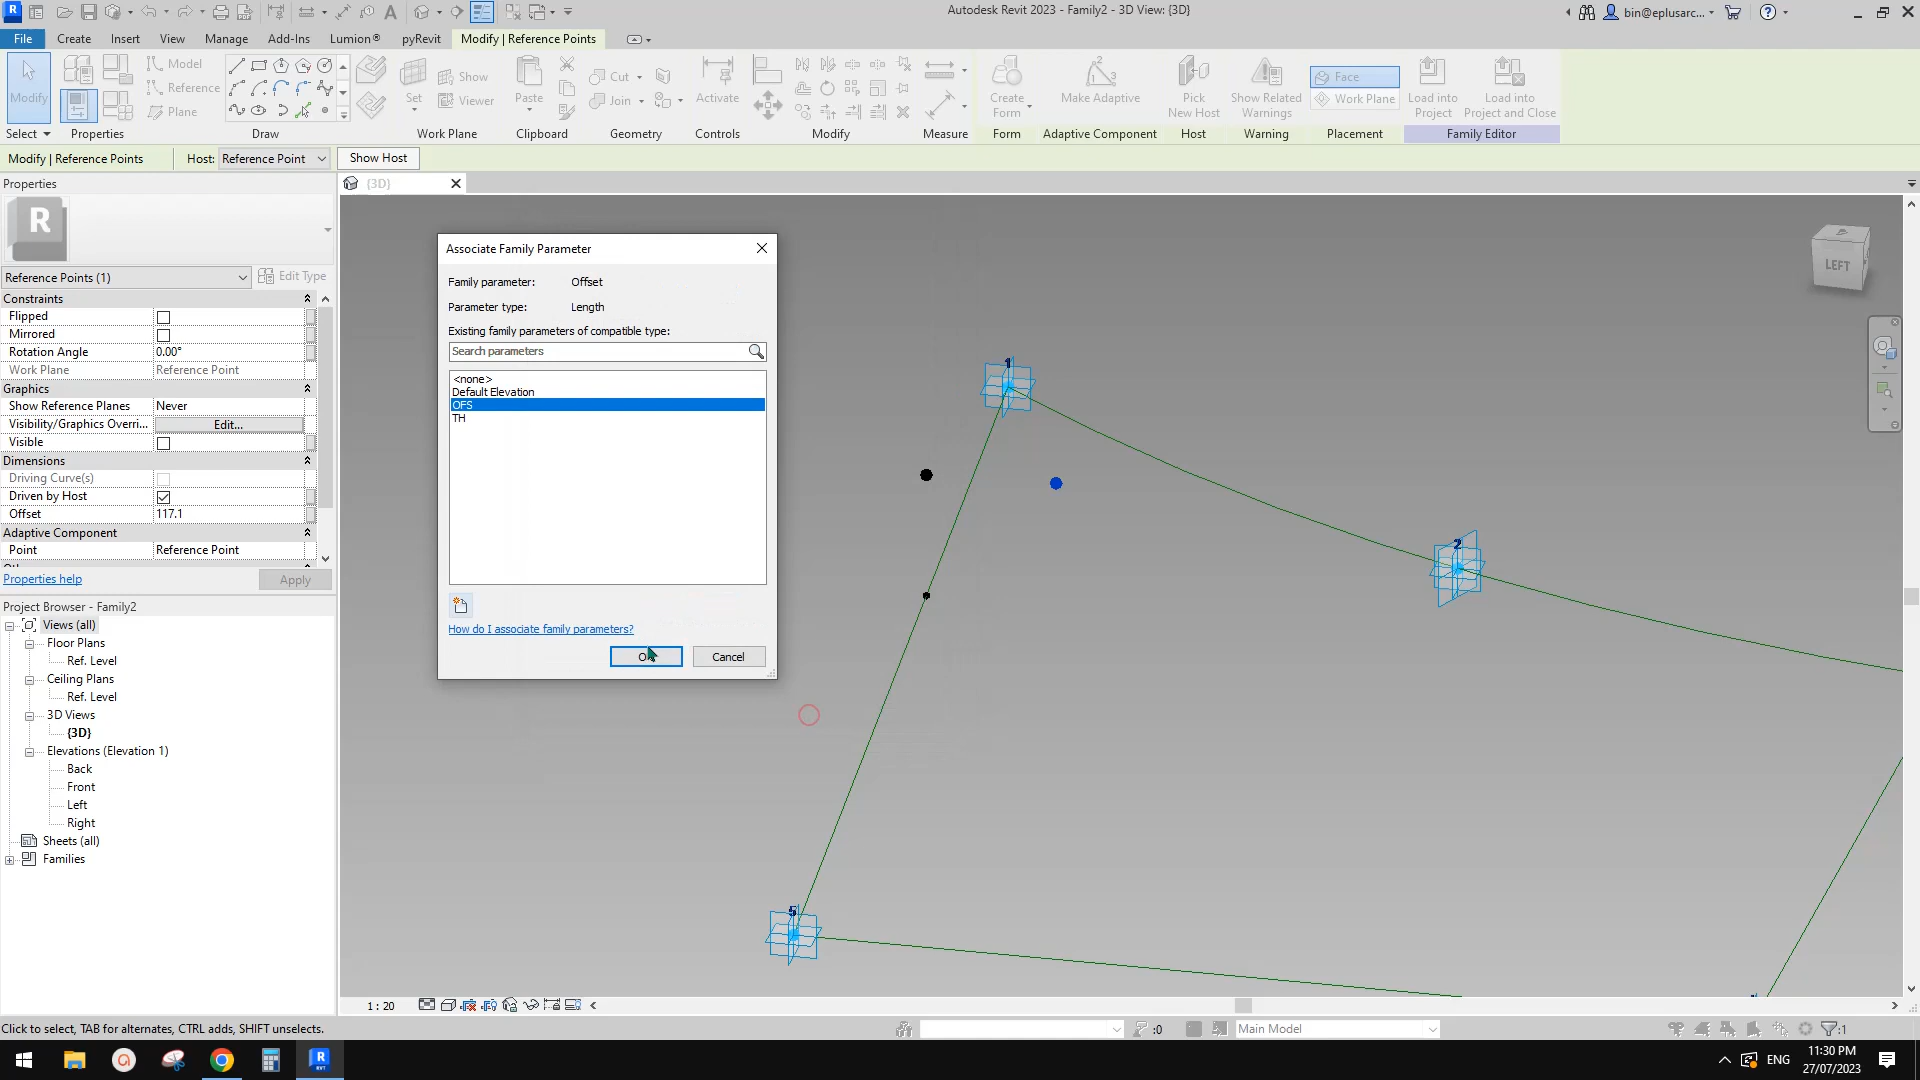 Autodesk Revit 2023 - Family2 - 3D View: {3D}
bin@eplusarc...
File Create Insert View Manage Add-Ins Lumion® pyRevit Modify | Reference Points
Modify
Model
Reference
Plane
Set
Show
Viewer
Paste
Cut
Join
Activate
Create
Form
Make Adaptive
Pick
New Host
Show Related
Warnings
Face
Work Plane
Load into
Project
Load into
Project and Close
Select Properties Draw Work Plane Clipboard Geometry Controls Modify Measure Form Adaptive Component Host Warning Placement Family Editor
Modify | Reference Points Host: Reference Point Show Host
Properties
{3D}
R
Reference Points (1) Edit Type
Constraints
Flipped
Mirrored
Rotation Angle 0.00°
Work Plane Reference Point
Graphics
Show Reference Planes Never
Visibility/Graphics Overri... Edit...
Visible
Dimensions
Driving Curve(s)
Driven by Host
Offset 117.1
Adaptive Component
Point Reference Point
Properties help Apply
Project Browser - Family2
Views (all)
Floor Plans
Ref. Level
Ceiling Plans
Ref. Level
3D Views
{3D}
Elevations (Elevation 1)
Back
Front
Left
Right
Sheets (all)
Families
Associate Family Parameter
Family parameter: Offset
Parameter type: Length
Existing family parameters of compatible type:
Search parameters
<none>
Default Elevation
OFS
TH
How do I associate family parameters?
Cancel
LEFT
1
2
5
1 : 20
Click to select, TAB for alternates, CTRL adds, SHIFT unselects.
:0
Main Model
:1
ENG
11:30 PM
27/07/2023